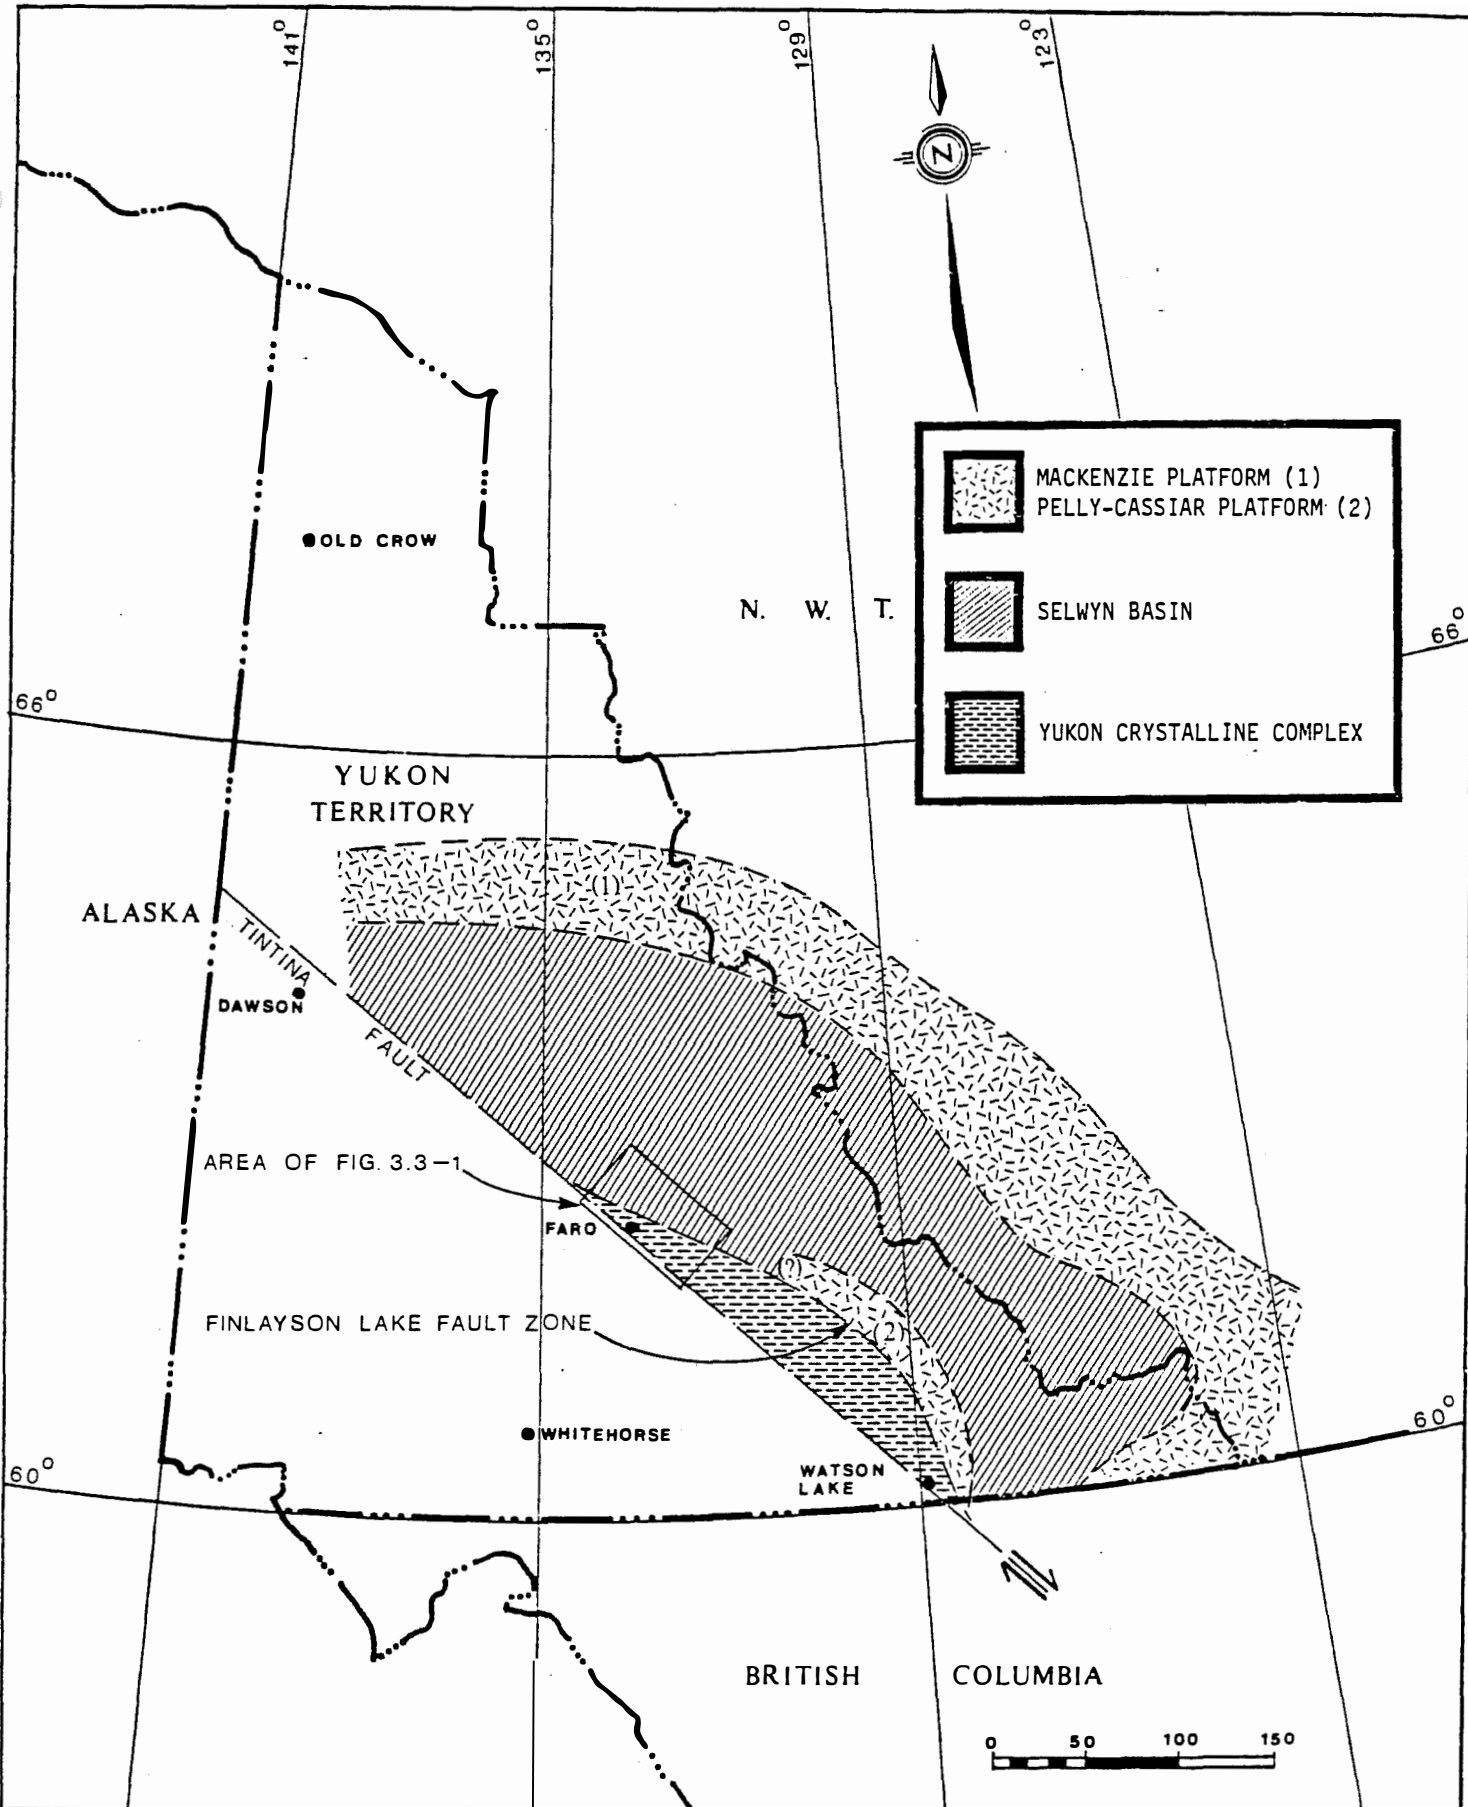 141°
135°
129°
123°
N
MACKENZIE PLATFORM (1)
PELLY-CASSIAR PLATFORM (2)
SELWYN BASIN
YUKON CRYSTALLINE COMPLEX
OLD CROW
N. W. T.
66°
66°
YUKON
TERRITORY
(1)
ALASKA
TINTINA
DAWSON
FAULT
AREA OF FIG. 3.3-1
FARO
(?)
FINLAYSON LAKE FAULT ZONE
(2)
WHITEHORSE
60°
60°
WATSON
LAKE
BRITISH COLUMBIA
0 50 100 150